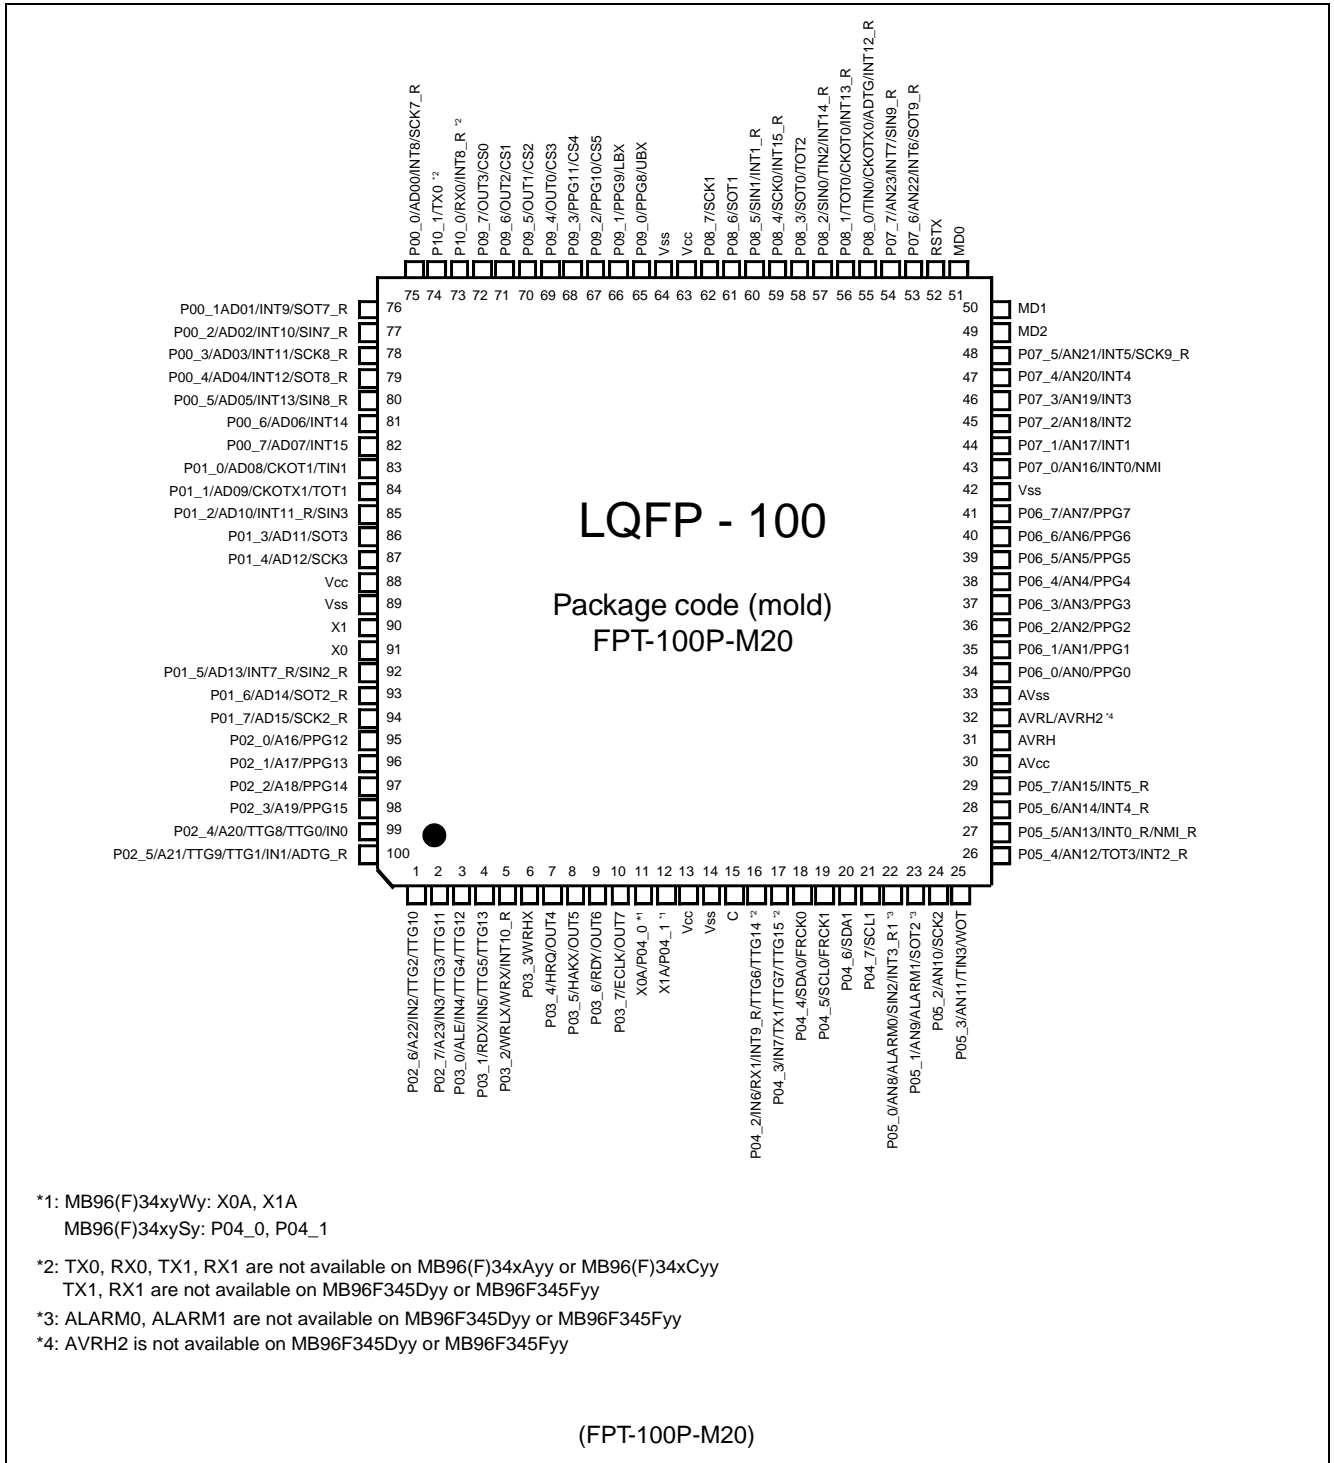 P00_0/AD00/INT8/SCK7_R
P10_1/TX0 *2
P10_0/RX0/INT8_R *2
P09_7/OUT3/CS0
P09_6/OUT2/CS1
P09_5/OUT1/CS2
P09_4/OUT0/CS3
P09_3/PPG11/CS4
P09_2/PPG10/CS5
P09_1/PPG9/LBX
P09_0/PPG8/UBX
Vss
Vcc
P08_7/SCK1
P08_6/SOT1
P08_5/SIN1/INT1_R
P08_4/SCK0/INT15_R
P08_3/SOT0/TOT2
P08_2/SIN0/TIN2/INT14_R
P08_1/TOT0/CKOT0/INT13_R
P08_0/TIN0/CKOTX0/ADTG/INT12_R
P07_7/AN23/INT7/SIN9_R
P07_6/AN22/INT6/SOT9_R
RSTX
MD0
75 74 73 72 71 70 69 68 67 66 65 64 63 62 61 60 59 58 57 56 55 54 53 52 51
P00_1AD01/INT9/SOT7_R 76
P00_2/AD02/INT10/SIN7_R 77
P00_3/AD03/INT11/SCK8_R 78
P00_4/AD04/INT12/SOT8_R 79
P00_5/AD05/INT13/SIN8_R 80
P00_6/AD06/INT14 81
P00_7/AD07/INT15 82
P01_0/AD08/CKOT1/TIN1 83
P01_1/AD09/CKOTX1/TOT1 84
P01_2/AD10/INT11_R/SIN3 85
P01_3/AD11/SOT3 86
P01_4/AD12/SCK3 87
Vcc 88
Vss 89
X1 90
X0 91
P01_5/AD13/INT7_R/SIN2_R 92
P01_6/AD14/SOT2_R 93
P01_7/AD15/SCK2_R 94
P02_0/A16/PPG12 95
P02_1/A17/PPG13 96
P02_2/A18/PPG14 97
P02_3/A19/PPG15 98
P02_4/A20/TTG8/TTG0/IN0 99
P02_5/A21/TTG9/TTG1/IN1/ADTG_R 100
LQFP - 100
Package code (mold)
FPT-100P-M20
50 MD1
49 MD2
48 P07_5/AN21/INT5/SCK9_R
47 P07_4/AN20/INT4
46 P07_3/AN19/INT3
45 P07_2/AN18/INT2
44 P07_1/AN17/INT1
43 P07_0/AN16/INT0/NMI
42 Vss
41 P06_7/AN7/PPG7
40 P06_6/AN6/PPG6
39 P06_5/AN5/PPG5
38 P06_4/AN4/PPG4
37 P06_3/AN3/PPG3
36 P06_2/AN2/PPG2
35 P06_1/AN1/PPG1
34 P06_0/AN0/PPG0
33 AVss
32 AVRL/AVRH2 *4
31 AVRH
30 AVcc
29 P05_7/AN15/INT5_R
28 P05_6/AN14/INT4_R
27 P05_5/AN13/INT0_R/NMI_R
26 P05_4/AN12/TOT3/INT2_R
1 2 3 4 5 6 7 8 9 10 11 12 13 14 15 16 17 18 19 20 21 22 23 24 25
P02_6/A22/IN2/TTG2/TTG10
P02_7/A23/IN3/TTG3/TTG11
P03_0/ALE/IN4/TTG4/TTG12
P03_1/RDX/IN5/TTG5/TTG13
P03_2/WRLX/WRX/INT10_R
P03_3/WRHX
P03_4/HRQ/OUT4
P03_5/HAKX/OUT5
P03_6/RDY/OUT6
P03_7/ECLK/OUT7
X0A/P04_0 *1
X1A/P04_1 *1
Vcc
Vss
C
P04_2/IN6/RX1/INT9_R/TTG6/TTG14 *2
P04_3/IN7/TX1/TTG7/TTG15 *2
P04_4/SDA0/FRCK0
P04_5/SCL0/FRCK1
P04_6/SDA1
P04_7/SCL1
P05_0/AN8/ALARM0/SIN2/INT3_R1 *3
P05_1/AN9/ALARM1/SOT2 *3
P05_2/AN10/SCK2
P05_3/AN11/TIN3/WOT
*1: MB96(F)34xyWy: X0A, X1A
MB96(F)34xySy: P04_0, P04_1
*2: TX0, RX0, TX1, RX1 are not available on MB96(F)34xAyy or MB96(F)34xCyy
TX1, RX1 are not available on MB96F345Dyy or MB96F345Fyy
*3: ALARM0, ALARM1 are not available on MB96F345Dyy or MB96F345Fyy
*4: AVRH2 is not available on MB96F345Dyy or MB96F345Fyy
(FPT-100P-M20)